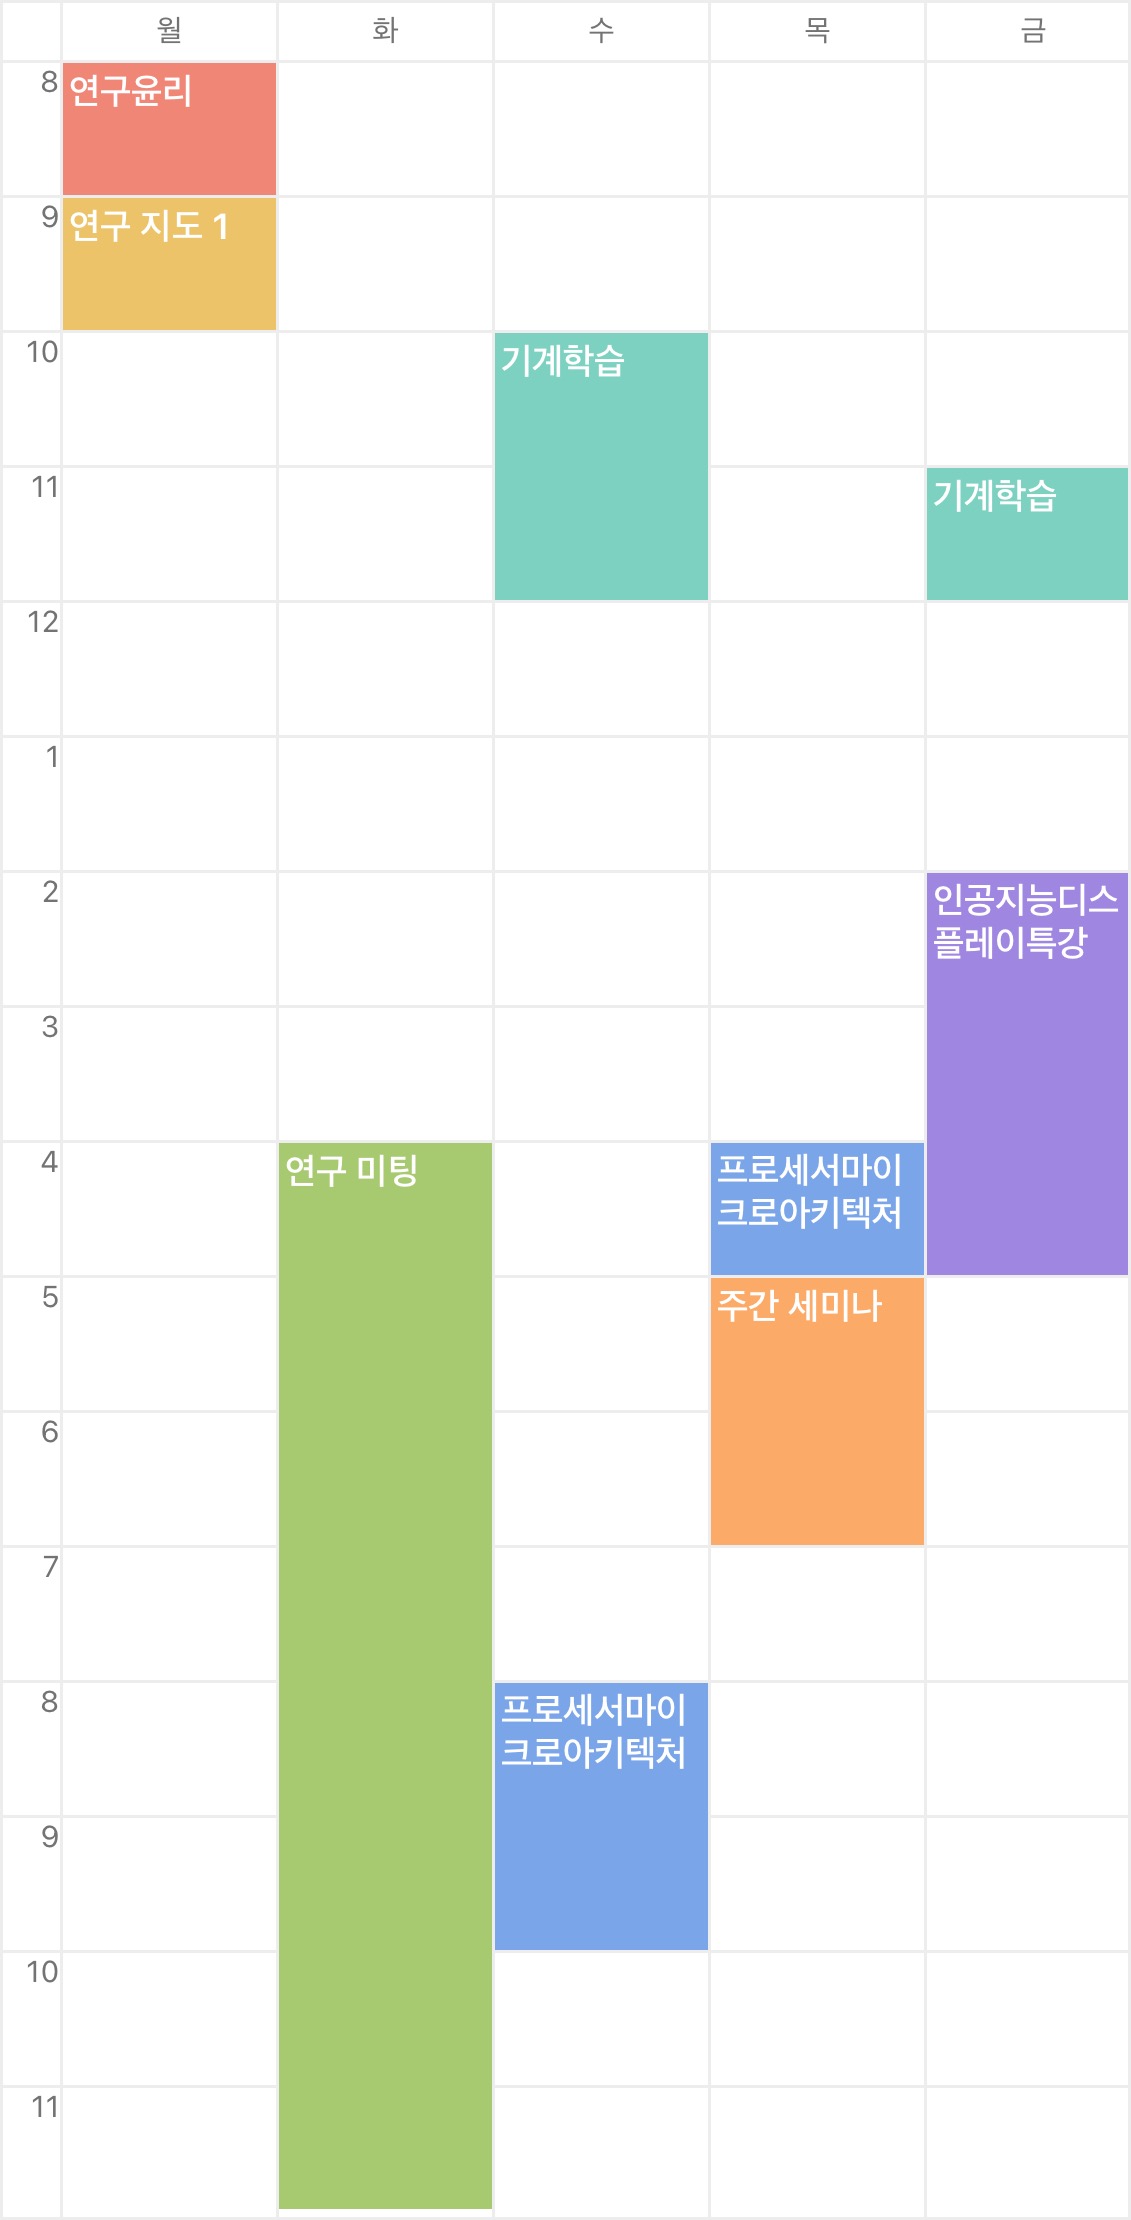 월 화 수 목 금
8 연구윤리
9 연구 지도 1
10 기계학습
11 기계학습
12
1
2 인공지능디스
플레이특강
3
4 연구 미팅 프로세서마이
크로아키텍처
5 주간 세미나
6
7
8 프로세서마이
크로아키텍처
9
10
11